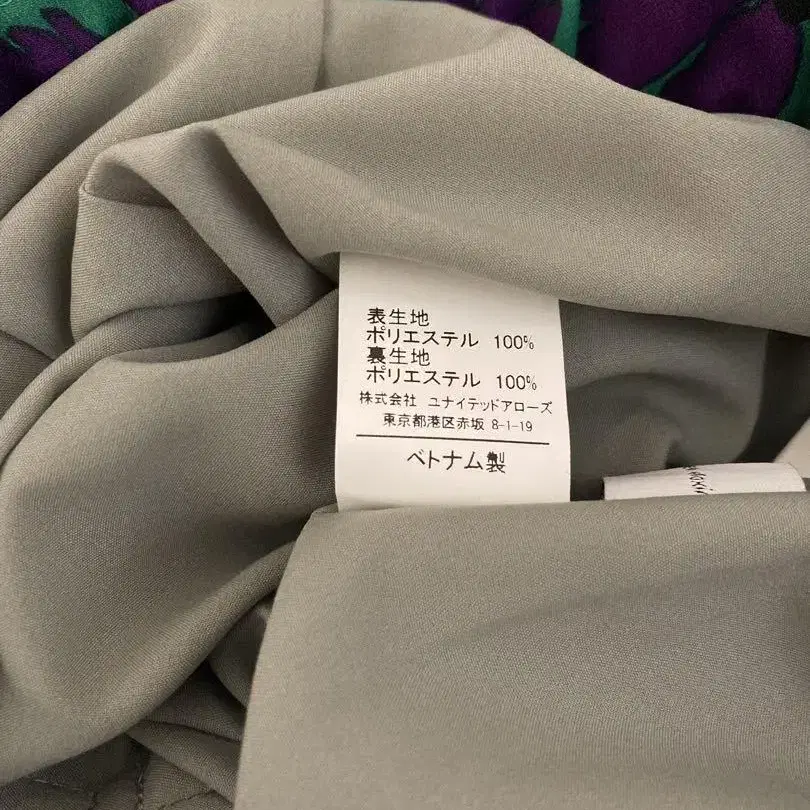 表生地
ポリエステル 100%
裏生地
ポリエステル 100%
株式会社 ユナイテッドアローズ
東京都港区赤坂 8-1-19
ベトナム製